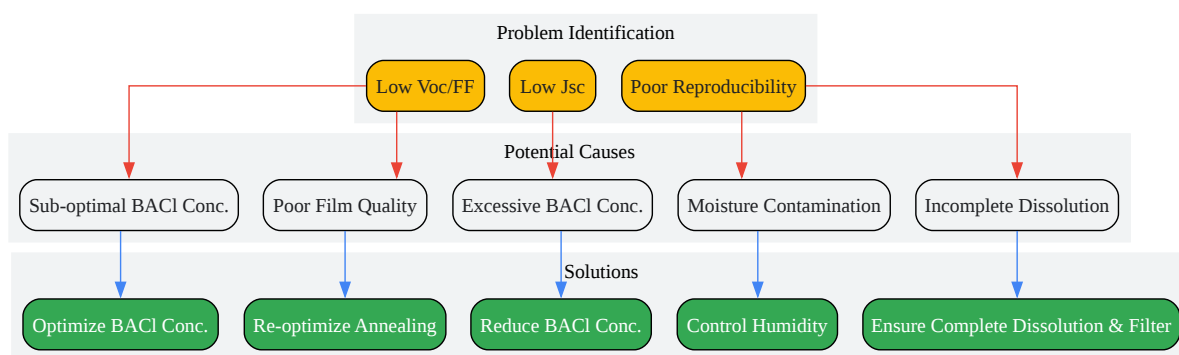 Problem Identification
Low Voc/FF
Low Jsc
Poor Reproducibility
Potential Causes
Sub-optimal BACl Conc.
Poor Film Quality
Excessive BACl Conc.
Moisture Contamination
Incomplete Dissolution
Solutions
Optimize BACl Conc.
Re-optimize Annealing
Reduce BACl Conc.
Control Humidity
Ensure Complete Dissolution & Filter